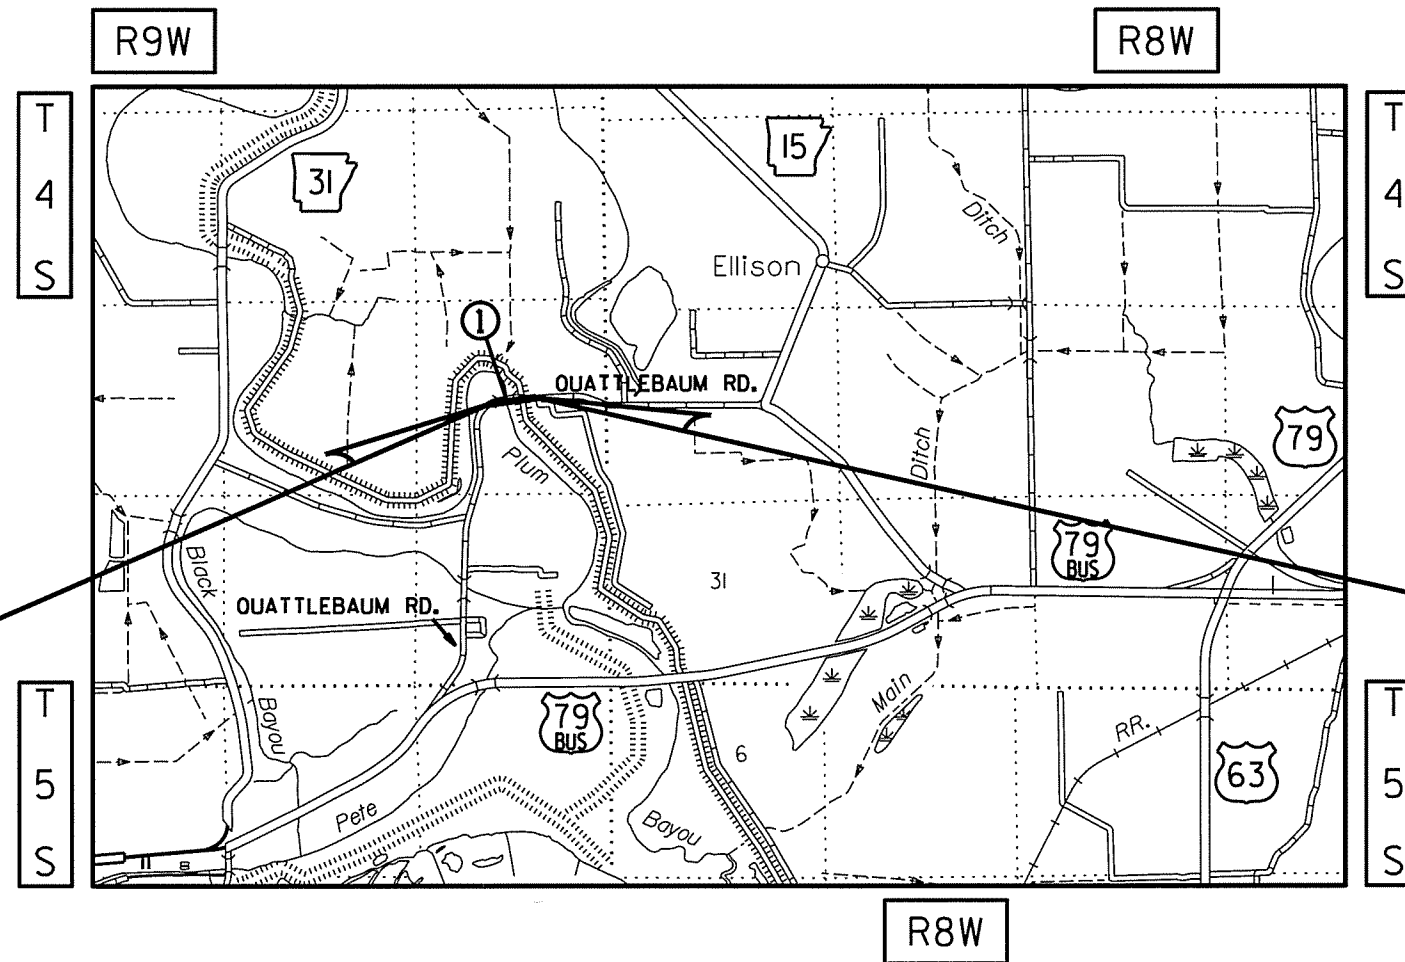 R9W
R8W
T
4
S
T
4
S
31
15
Ditch
Ellison
1
QUATTLEBAUM RD.
79
Plum
Ditch
79
BUS
Black
31
QUATTLEBAUM RD.
T
5
S
T
5
S
Bayou
79
BUS
Main
RR.
6
63
Pete
Bayou
R8W